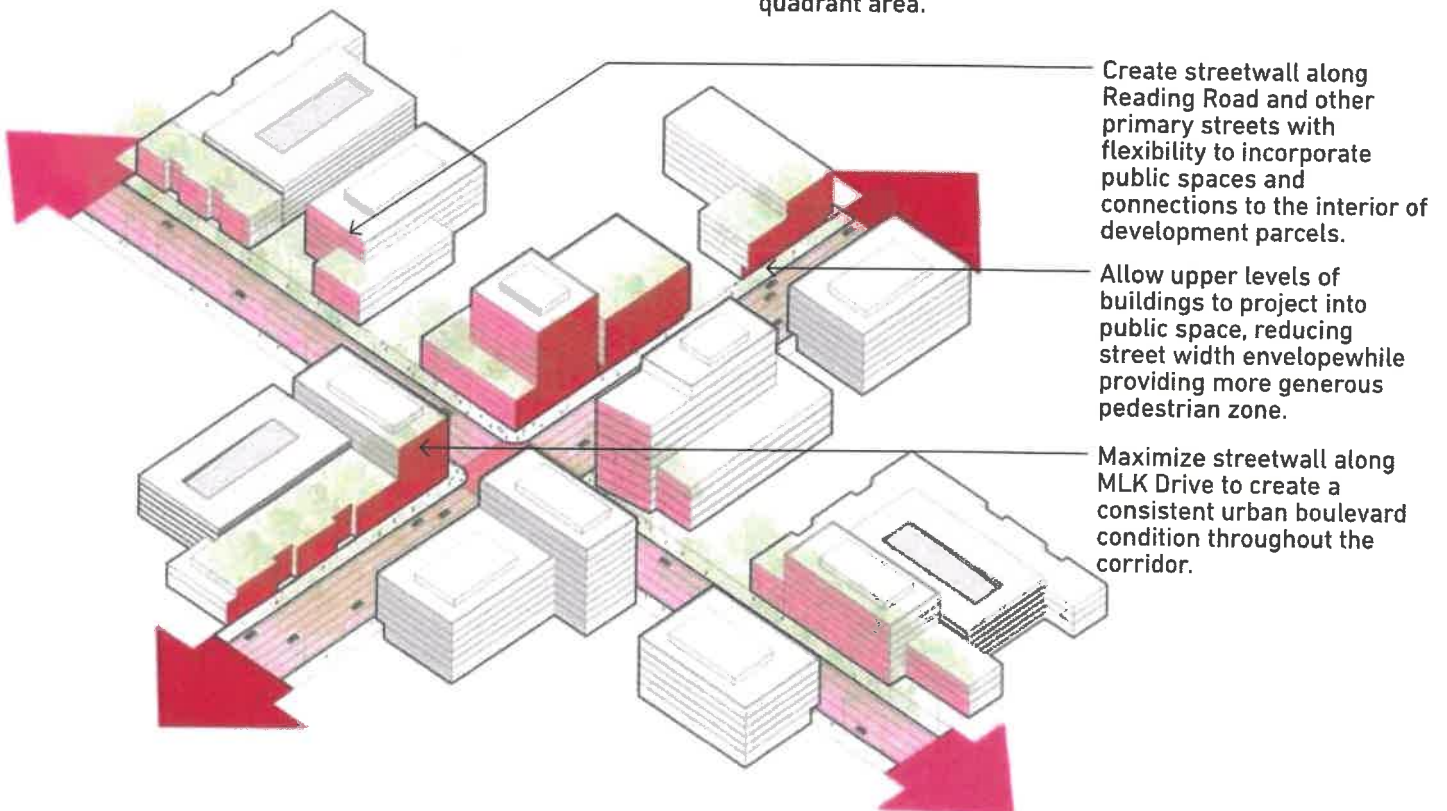 quadrant area.
Create streetwall along
Reading Road and other
primary streets with
flexibility to incorporate
public spaces and
connections to the interior of
development parcels.
Allow upper levels of
buildings to project into
public space, reducing
street width envelopewhile
providing more generous
pedestrian zone.
Maximize streetwall along
MLK Drive to create a
consistent urban boulevard
condition throughout the
corridor.